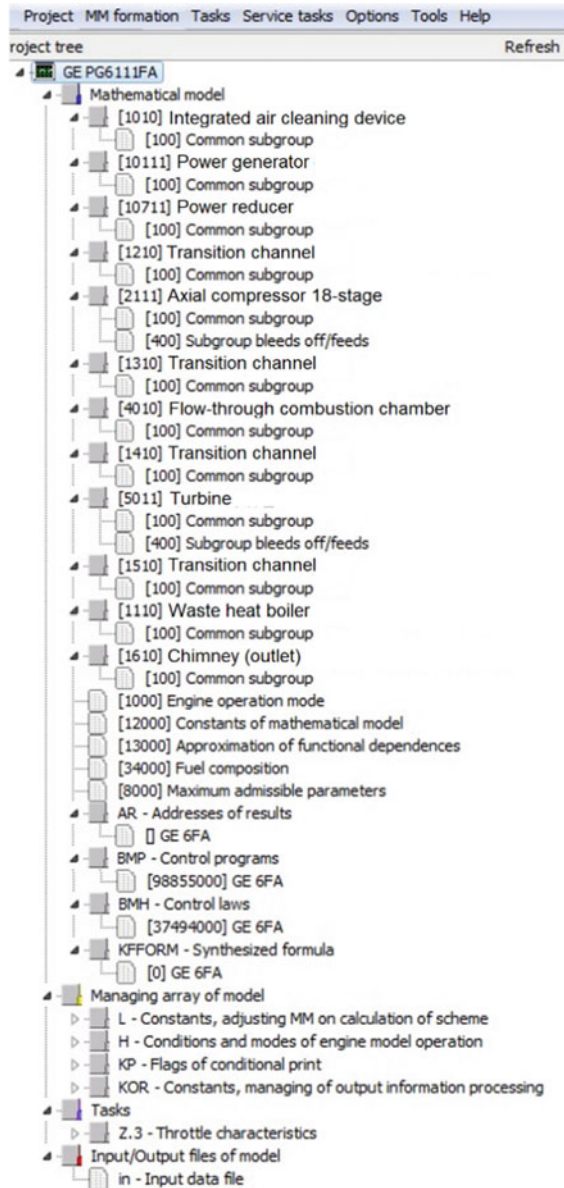 Project MM formation Tasks Service tasks Options Tools Help
roject tree Refresh
GE PG6111FA
Mathematical model
[1010] Integrated air cleaning device
[100] Common subgroup
[10111] Power generator
[100] Common subgroup
[10711] Power reducer
[100] Common subgroup
[1210] Transition channel
[100] Common subgroup
[2111] Axial compressor 18-stage
[100] Common subgroup
[400] Subgroup bleeds off/feeds
[1310] Transition channel
[100] Common subgroup
[4010] Flow-through combustion chamber
[100] Common subgroup
[1410] Transition channel
[100] Common subgroup
[5011] Turbine
[100] Common subgroup
[400] Subgroup bleeds off/feeds
[1510] Transition channel
[100] Common subgroup
[1110] Waste heat boiler
[100] Common subgroup
[1610] Chimney (outlet)
[100] Common subgroup
[1000] Engine operation mode
[12000] Constants of mathematical model
[13000] Approximation of functional dependences
[34000] Fuel composition
[8000] Maximum admissible parameters
AR - Addresses of results
[] GE 6FA
BMP - Control programs
[98855000] GE 6FA
BMH - Control laws
[37494000] GE 6FA
KFFORM - Synthesized formula
[0] GE 6FA
Managing array of model
L - Constants, adjusting MM on calculation of scheme
H - Conditions and modes of engine model operation
KP - Flags of conditional print
KOR - Constants, managing of output information processing
Tasks
Z.3 - Throttle characteristics
Input/Output files of model
in - Input data file